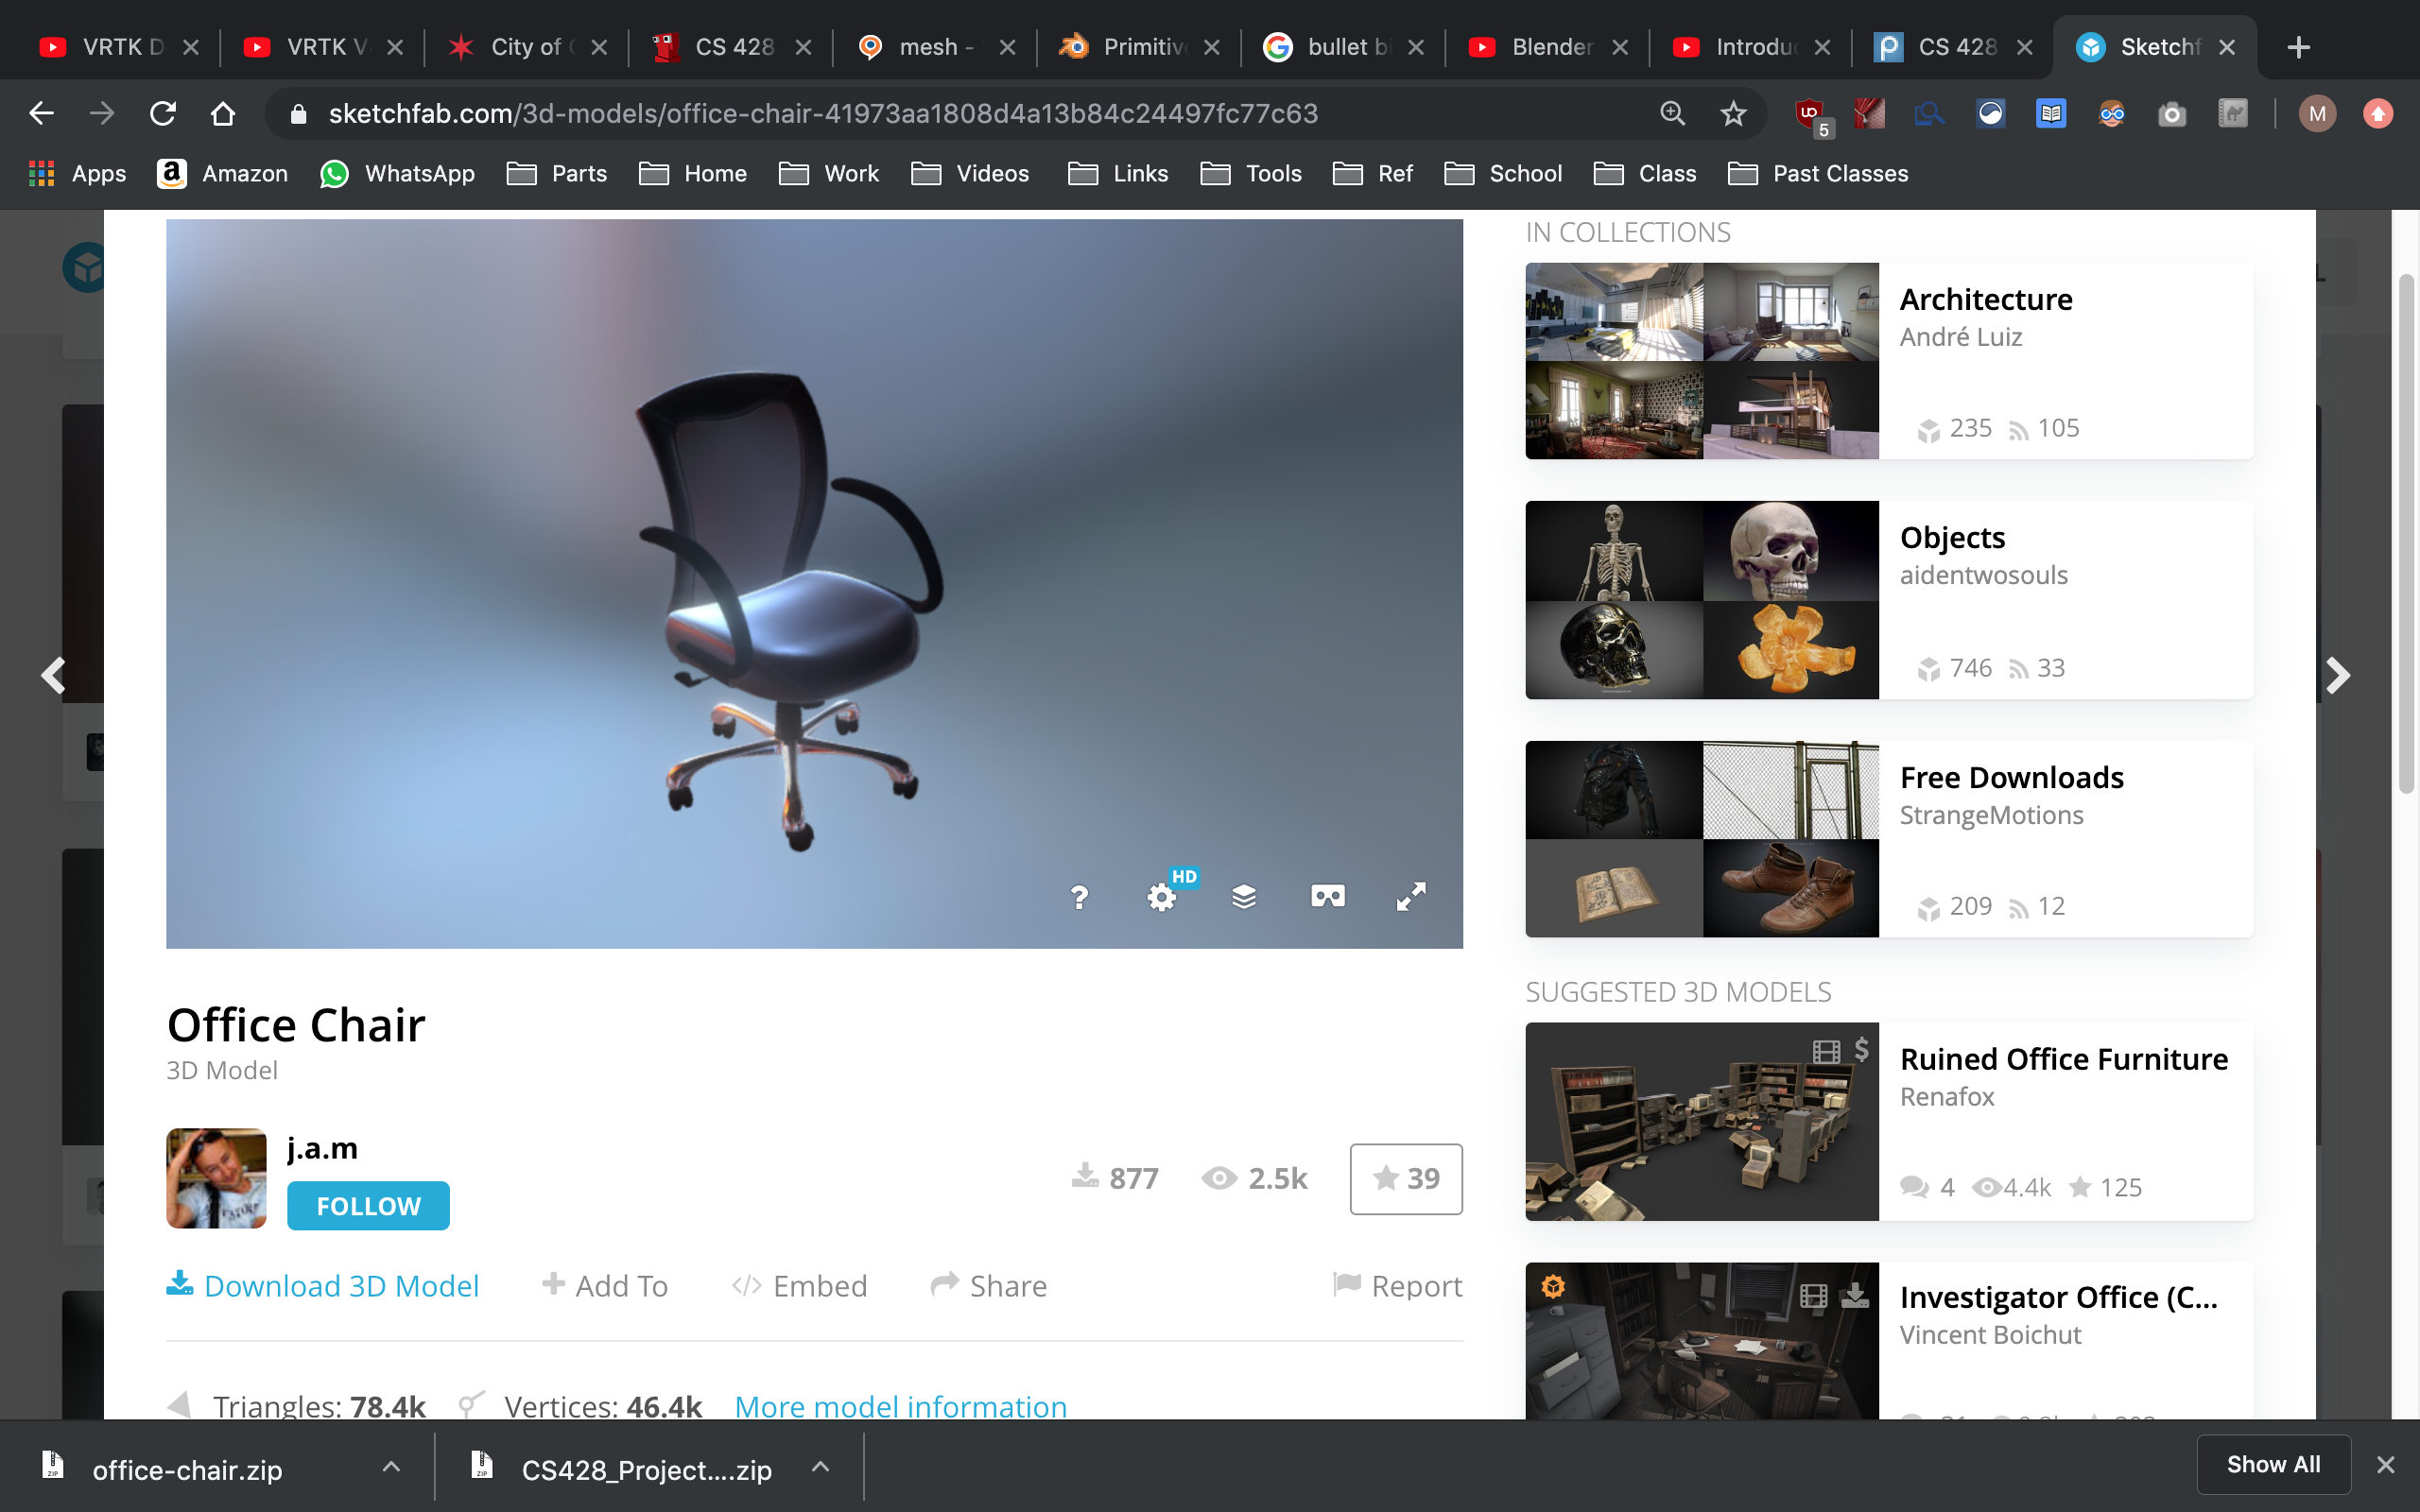 VRTK D
VRTK V
City of
CS 428
mesh -
Primitiv
bullet bi
Blender
Introdu
CS 428
Sketchf
sketchfab.com/3d-models/office-chair-41973aa1808d4a13b84c24497fc77c63
5
M
Apps
Amazon
WhatsApp
Parts
Home
Work
Videos
Links
Tools
Ref
School
Class
Past Classes
IN COLLECTIONS
Architecture
André Luiz
235 105
Objects
aidentwosouls
746 33
Free Downloads
StrangeMotions
209 12
? HD
SUGGESTED 3D MODELS
Ruined Office Furniture
Renafox
4 4.4k 125
Investigator Office (C...
Vincent Boichut
Office Chair
3D Model
j.a.m
FOLLOW
877 2.5k 39
Download 3D Model Add To Embed Share Report
Triangles: 78.4k Vertices: 46.4k More model information
office-chair.zip
CS428_Project....zip
Show All